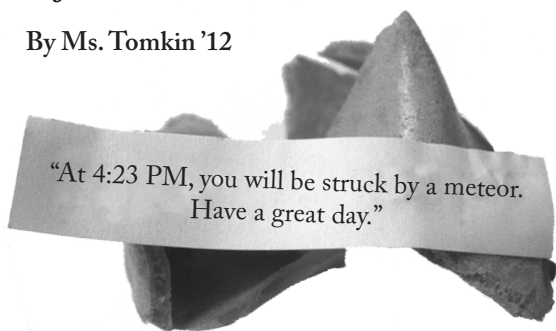 By Ms. Tomkin ’12
“At 4:23 PM, you will be struck by a meteor.
Have a great day.”